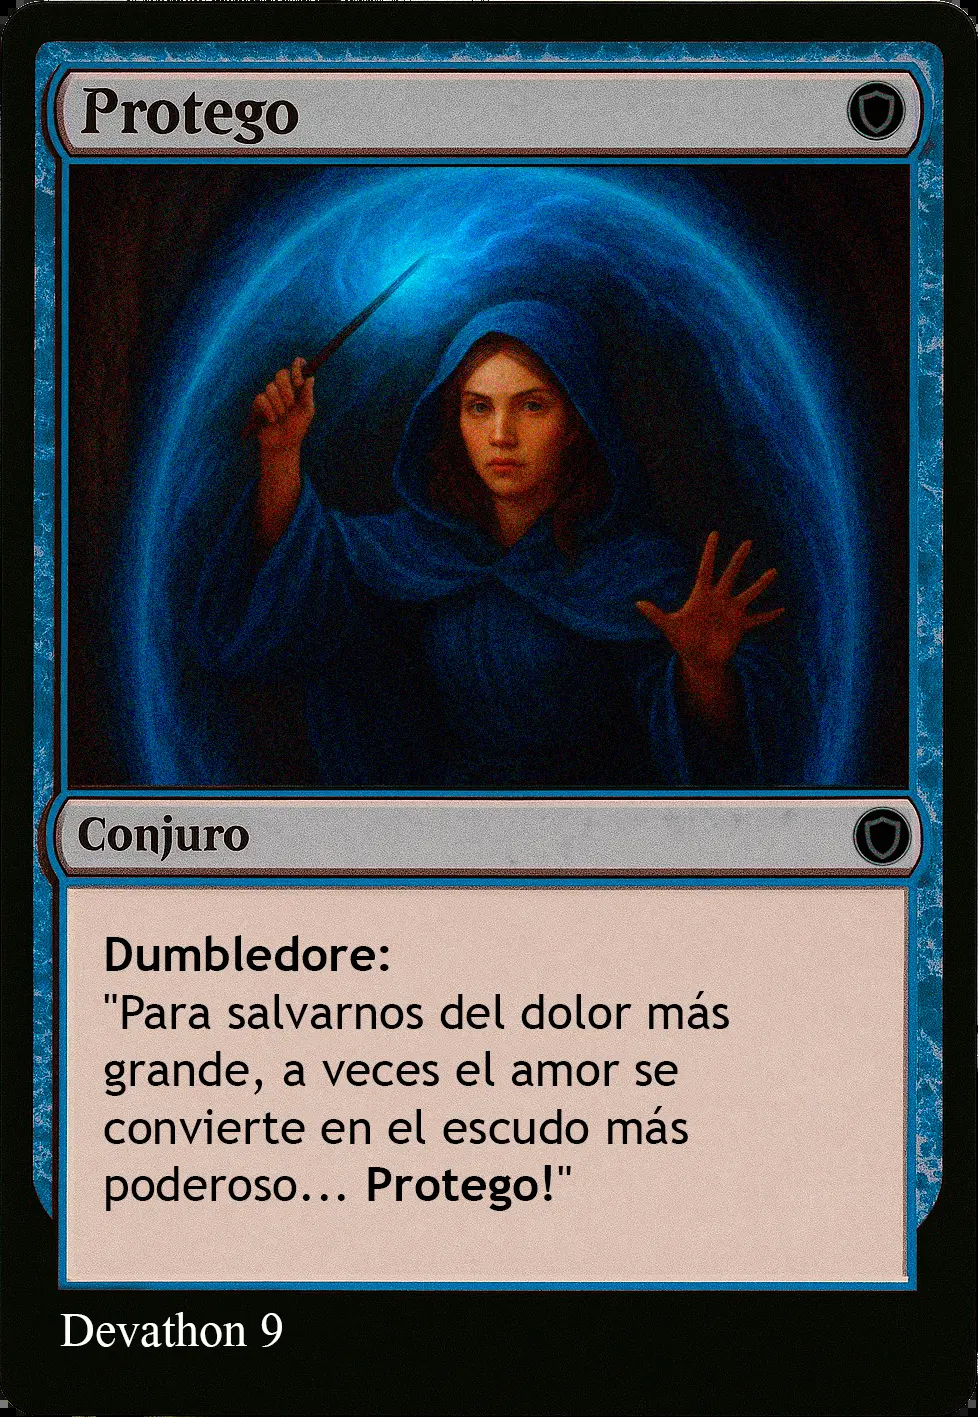 Protego
Conjuro
Dumbledore:
"Para salvarnos del dolor más
grande, a veces el amor se
convierte en el escudo más
poderoso... Protego!"
Devathon 9